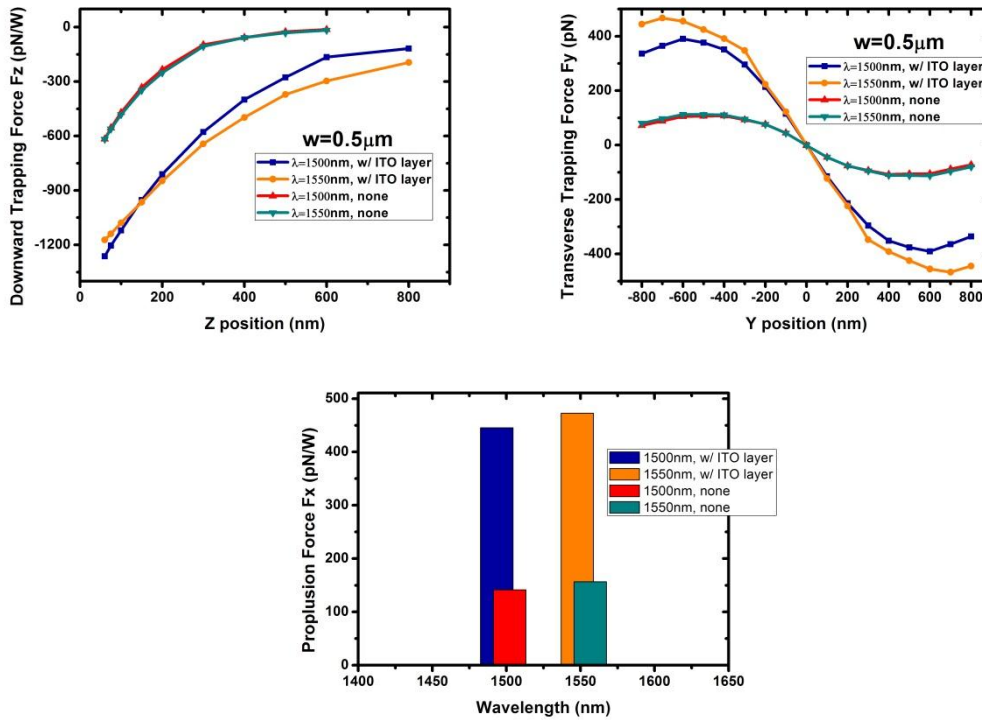 Downward Trapping Force Fz (pN/W)
0
-300
-600
-900
-1200
0 200 400 600 800
Z position (nm)
w=0.5μm
λ=1500nm, w/ ITO layer
λ=1550nm, w/ ITO layer
λ=1500nm, none
λ=1550nm, none
Transverse Trapping Force Fy (pN)
400
200
0
-200
-400
-800 -600 -400 -200 0 200 400 600 800
Y position (nm)
w=0.5μm
λ=1500nm, w/ ITO layer
λ=1550nm, w/ ITO layer
λ=1500nm, none
λ=1550nm, none
Proplusion Force Fx (pN/W)
500
400
300
200
100
0
1400 1450 1500 1550 1600 1650
Wavelength (nm)
1500nm, w/ ITO layer
1550nm, w/ ITO layer
1500nm, none
1550nm, none